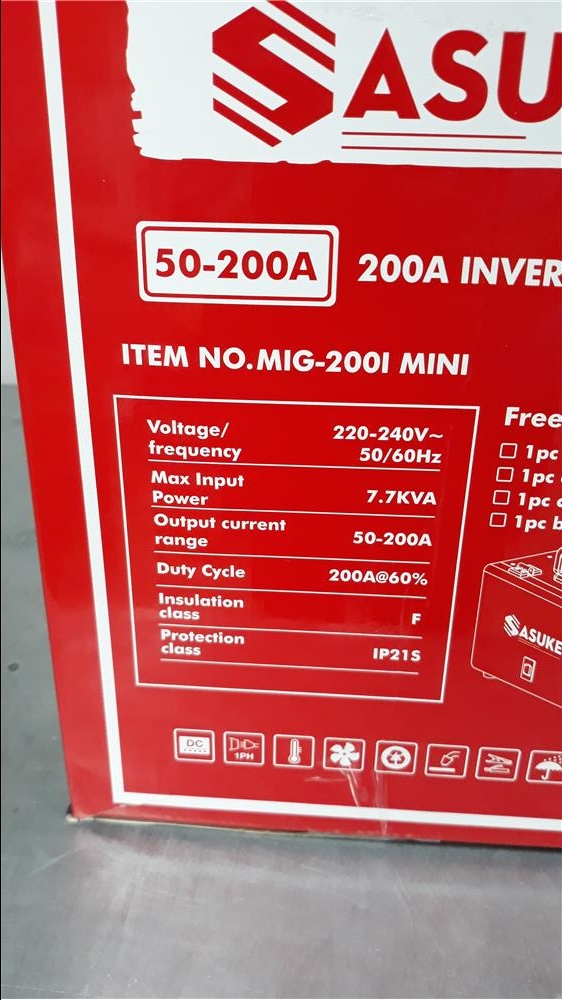 SASU
50-200A
200A INVER
ITEM NO.MIG-200I MINI
Voltage/
frequency
220-240V~
50/60Hz
Max Input
Power
7.7KVA
Output current
range
50-200A
Duty Cycle
200A@60%
Insulation
class
F
Protection
class
IP21S
Free
1pc
1pc
1pc
1pc b
SASUKE
DC
1PH